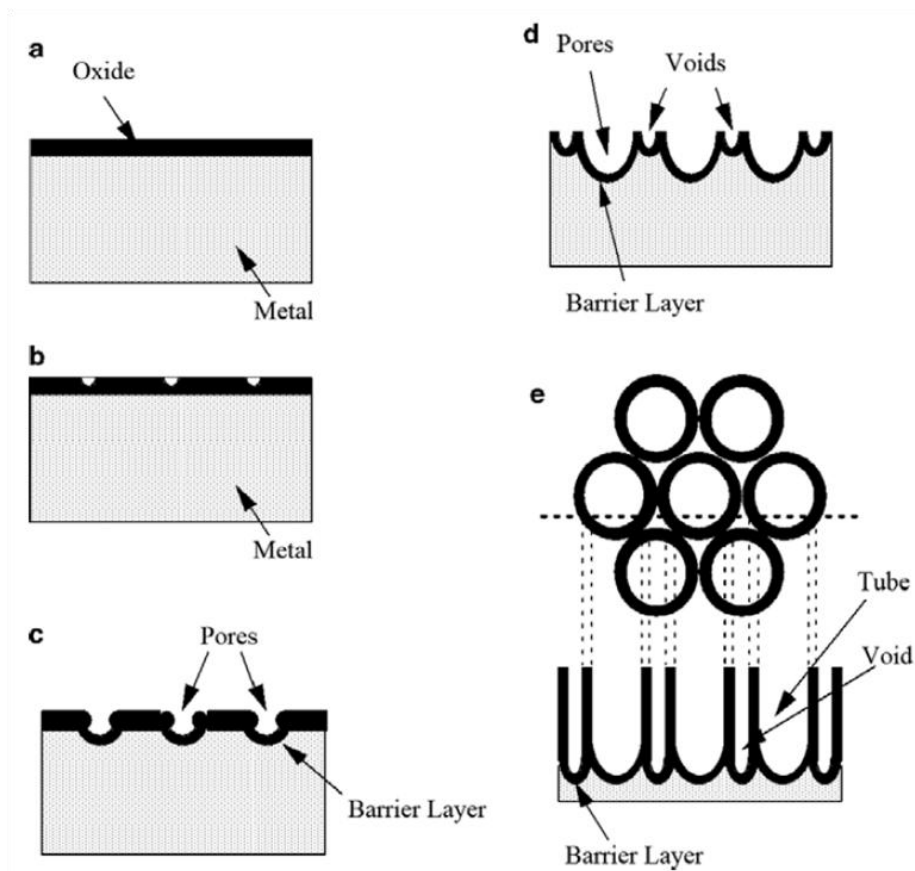 a
Oxide
Metal
b
Metal
c
Pores
Barrier Layer
d
Pores
Voids
Barrier Layer
e
Tube
Void
Barrier Layer